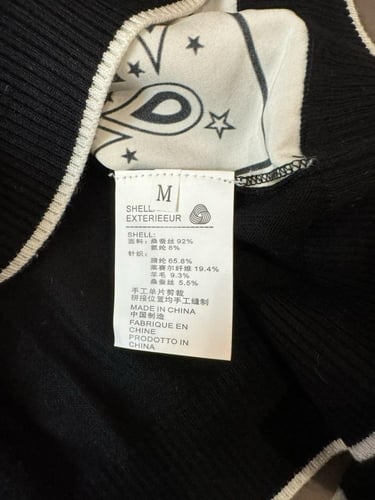 M
SHELL
EXTERIEEUR
SHELL:
面料: 桑蚕丝 92%
氨纶 8%
针织: 腈纶 65.8%
莱赛尔纤维 19.4%
羊毛 9.3%
桑蚕丝 5.5%
手工单片剪裁
拼接位置均手工缝制
MADE IN CHINA
中国制造
FABRIQUE EN
CHINE
PRODOTTO IN
CHINA